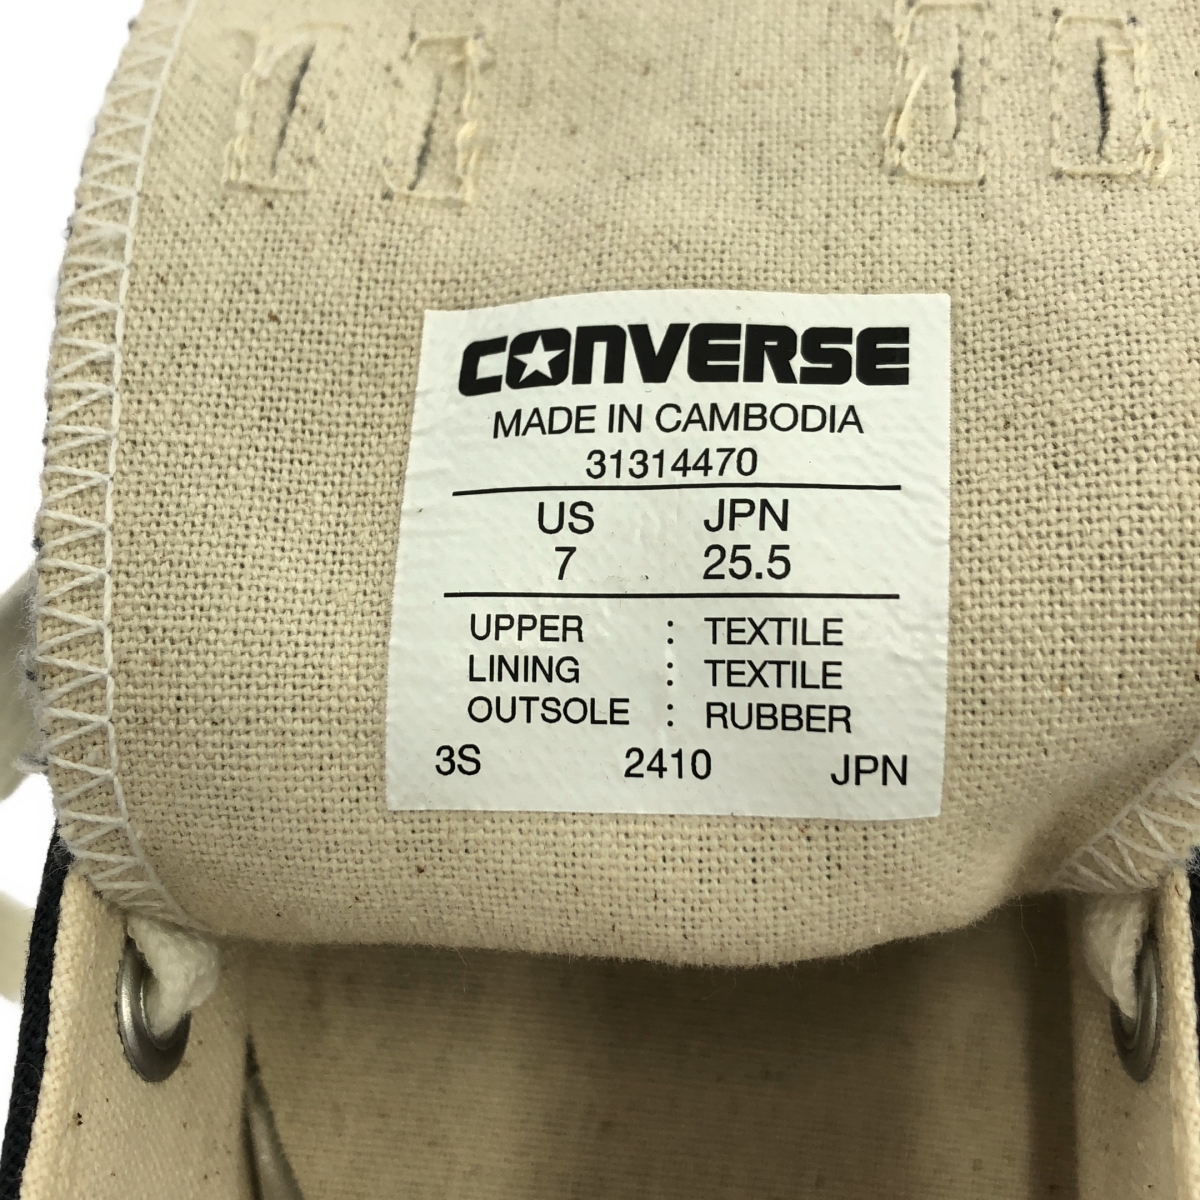 CONVERSE
MADE IN CAMBODIA
31314470
US JPN
7 25.5
UPPER : TEXTILE
LINING : TEXTILE
OUTSOLE : RUBBER
3S 2410 JPN